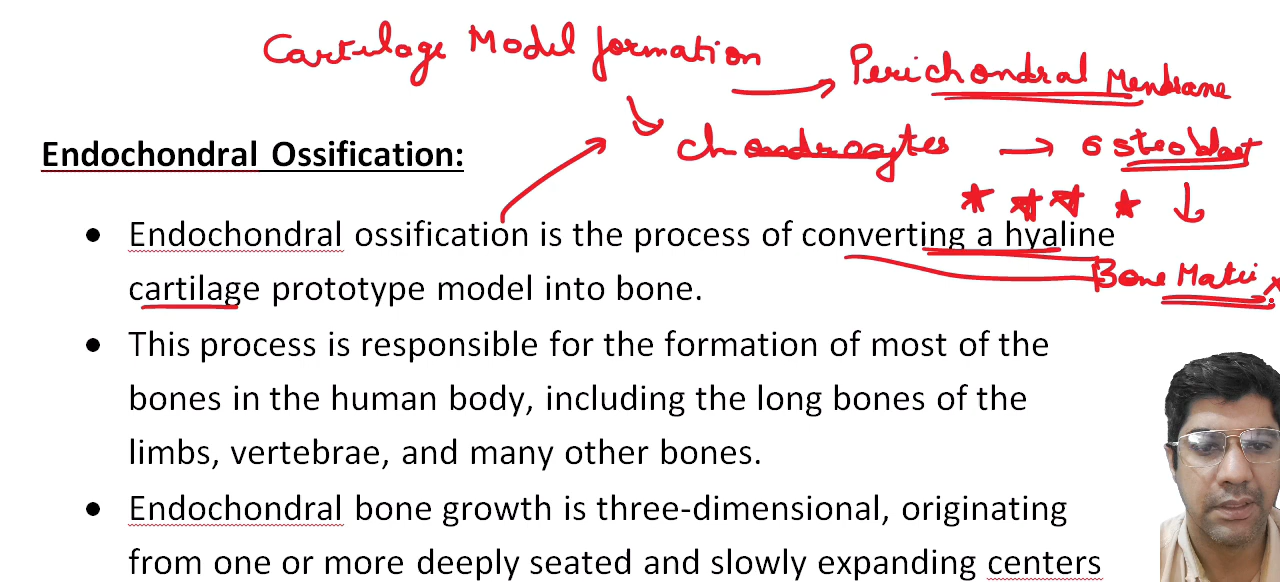 Cartilage Model formation
Perichondral Membrane
Endochondral Ossification:
chondrocytes → Osteoblast
Endochondral ossification is the process of converting a hyaline
Bone Matrix
cartilage prototype model into bone.
This process is responsible for the formation of most of the
bones in the human body, including the long bones of the
limbs, vertebrae, and many other bones.
Endochondral bone growth is three-dimensional, originating
from one or more deeply seated and slowly expanding centers